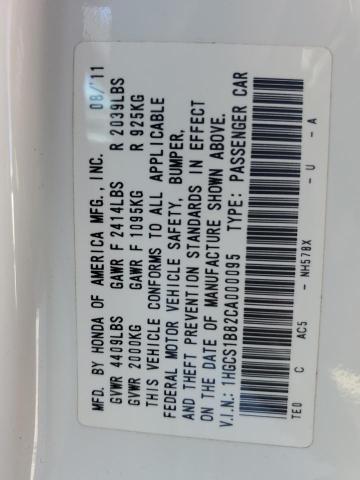 MFD. BY HONDA OF AMERICA MFG., INC. 08/11
GVWR 4409LBS GAWR F 2414LBS R 2039LBS
GVWR 2000KG GAWR F 1095KG R 925KG
THIS VEHICLE CONFORMS TO ALL APPLICABLE
FEDERAL MOTOR VEHICLE SAFETY, BUMPER,
AND THEFT PREVENTION STANDARDS IN EFFECT
ON THE DATE OF MANUFACTURE SHOWN ABOVE.
V.I.N.: 1HGCS1B82CA000095 TYPE: PASSENGER CAR
TE0 C AC5 - NH578X - U - A